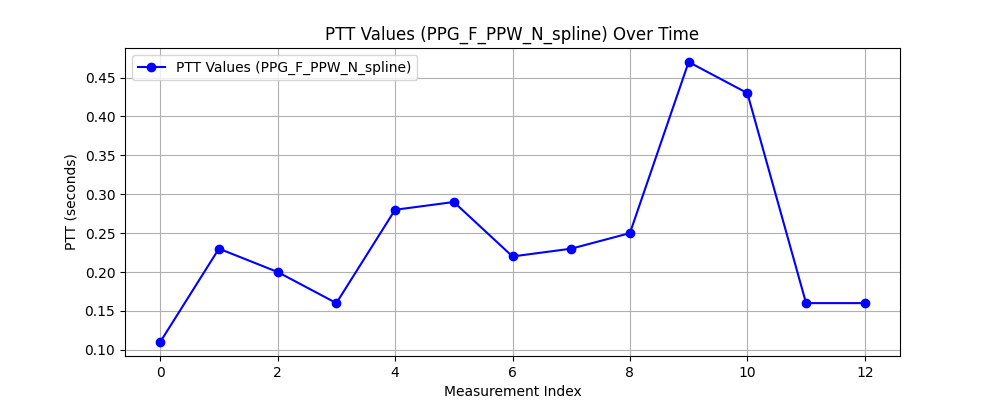 PTT Values (PPG_F_PPW_N_spline) Over Time
PTT Values (PPG_F_PPW_N_spline)
PTT (seconds)
0.45
0.40
0.35
0.30
0.25
0.20
0.15
0.10
0 2 4 6 8 10 12
Measurement Index